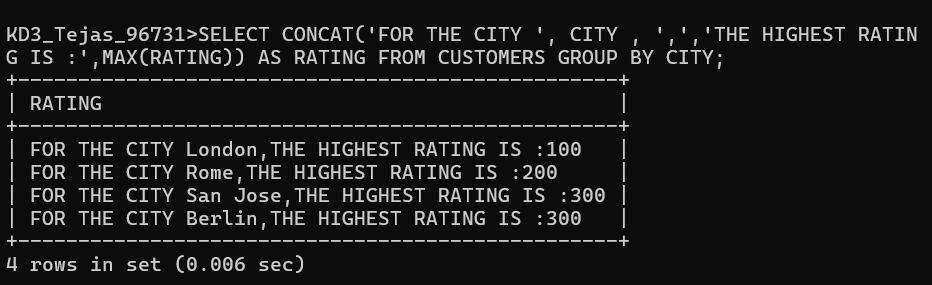 KD3_Tejas_96731>SELECT CONCAT('FOR THE CITY ', CITY , ',','THE HIGHEST RATIN
G IS :',MAX(RATING)) AS RATING FROM CUSTOMERS GROUP BY CITY;
+--------------------------------------------------+
| RATING                                           |
+--------------------------------------------------+
| FOR THE CITY London,THE HIGHEST RATING IS :100   |
| FOR THE CITY Rome,THE HIGHEST RATING IS :200     |
| FOR THE CITY San Jose,THE HIGHEST RATING IS :300 |
| FOR THE CITY Berlin,THE HIGHEST RATING IS :300   |
+--------------------------------------------------+
4 rows in set (0.006 sec)